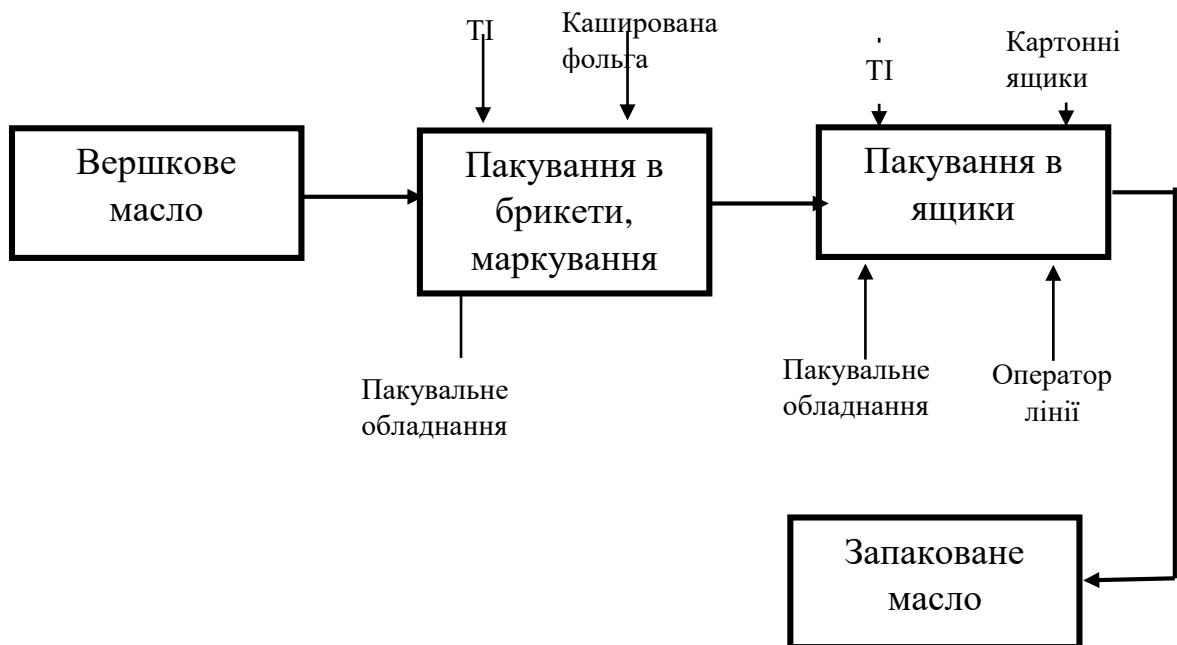 ТІ
Каширована
фольга
ТІ
Картонні
ящики
Вершкове
масло
Пакування в
брикети,
маркування
Пакування в
ящики
Пакувальне
обладнання
Пакувальне
обладнання
Оператор
лінії
Запаковане
масло